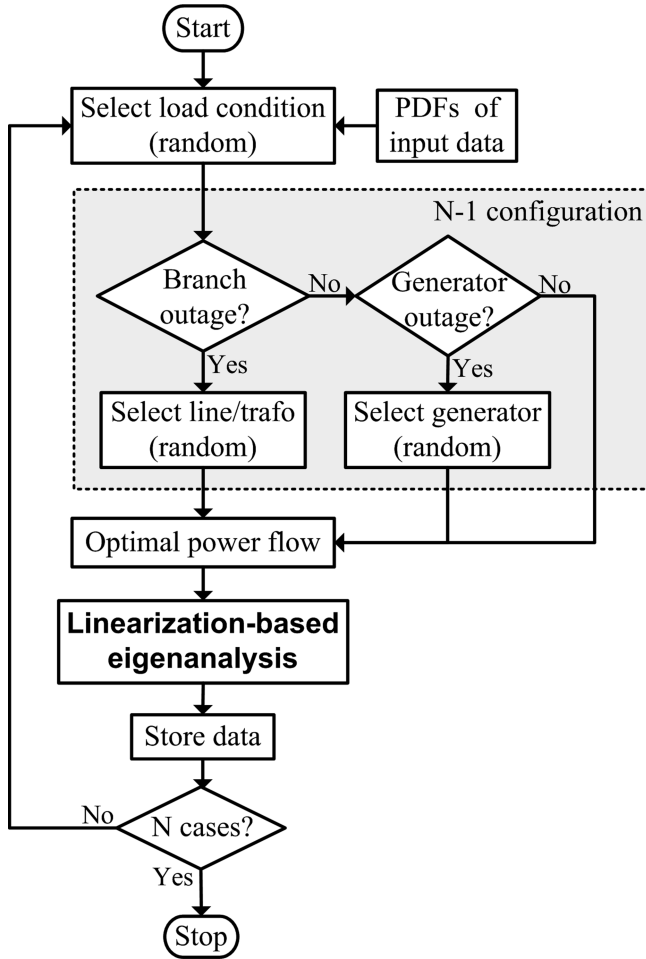 Start
Select load condition
(random)
PDFs of
input data
N-1 configuration
Branch
outage?
No
Generator
outage?
No
Yes
Yes
Select line/trafo
(random)
Select generator
(random)
Optimal power flow
Linearization-based
eigenanalysis
Store data
No
N cases?
Yes
Stop